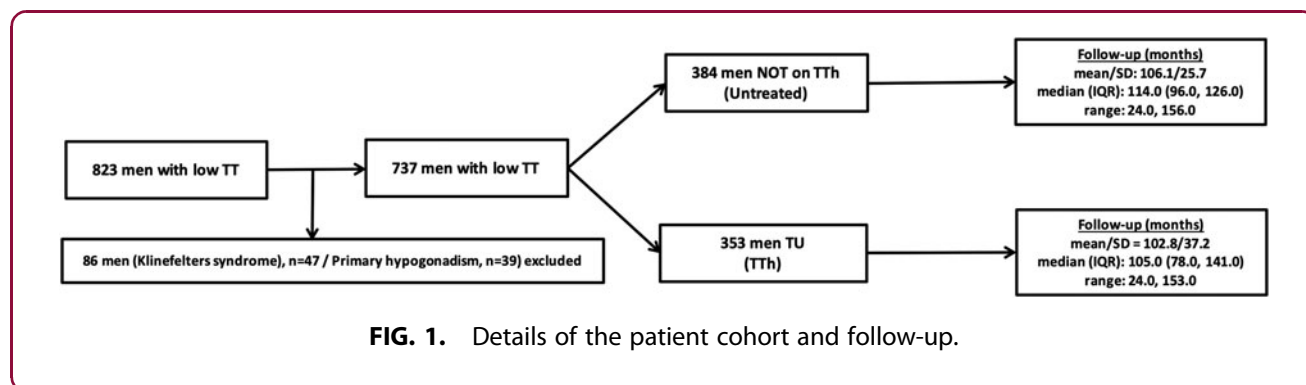 823 men with low TT
86 men (Klinefelters syndrome), n=47 / Primary hypogonadism, n=39) excluded
737 men with low TT
384 men NOT on TTh
(Untreated)
Follow-up (months)
mean/SD: 106.1/25.7
median (IQR): 114.0 (96.0, 126.0)
range: 24.0, 156.0
353 men TU
(TTh)
Follow-up (months)
mean/SD = 102.8/37.2
median (IQR): 105.0 (78.0, 141.0)
range: 24.0, 153.0
FIG. 1. Details of the patient cohort and follow-up.